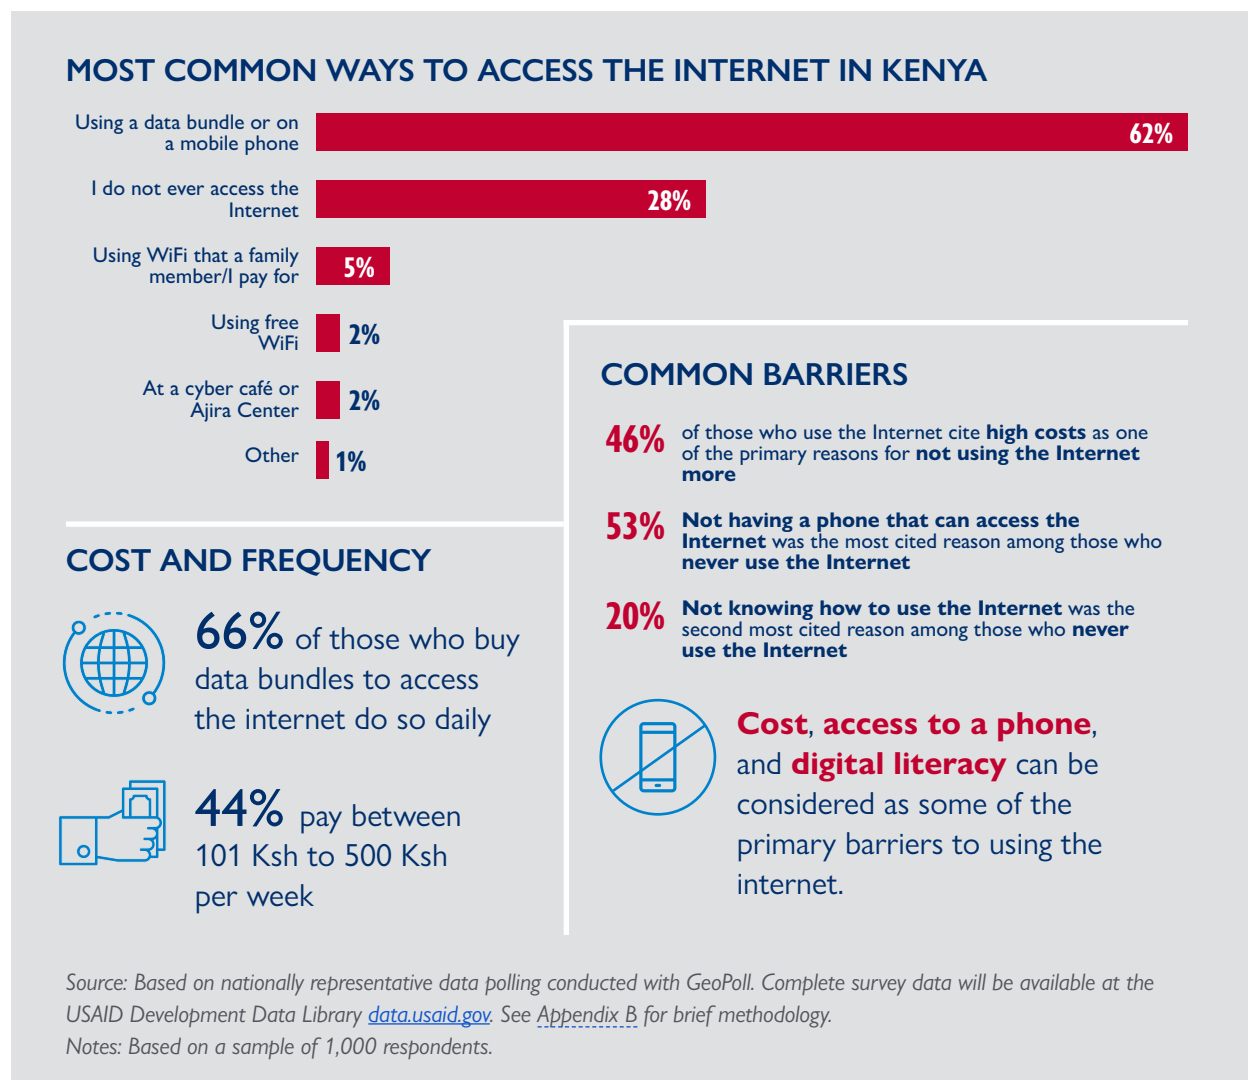 MOST COMMON WAYS TO ACCESS THE INTERNET IN KENYA
Using a data bundle or on
a mobile phone
62%
I do not ever access the
Internet
28%
Using WiFi that a family
member/I pay for
5%
Using free
WiFi
2%
At a cyber café or
Ajira Center
2%
Other
1%
COST AND FREQUENCY
66% of those who buy
data bundles to access
the internet do so daily
44% pay between
101 Ksh to 500 Ksh
per week
COMMON BARRIERS
46% of those who use the Internet cite high costs as one
of the primary reasons for not using the Internet
more
53% Not having a phone that can access the
Internet was the most cited reason among those who
never use the Internet
20% Not knowing how to use the Internet was the
second most cited reason among those who never
use the Internet
Cost, access to a phone,
and digital literacy can be
considered as some of the
primary barriers to using the
internet.
Source: Based on nationally representative data polling conducted with GeoPoll. Complete survey data will be available at the
USAID Development Data Library data.usaid.gov. See Appendix B for brief methodology.
Notes: Based on a sample of 1,000 respondents.